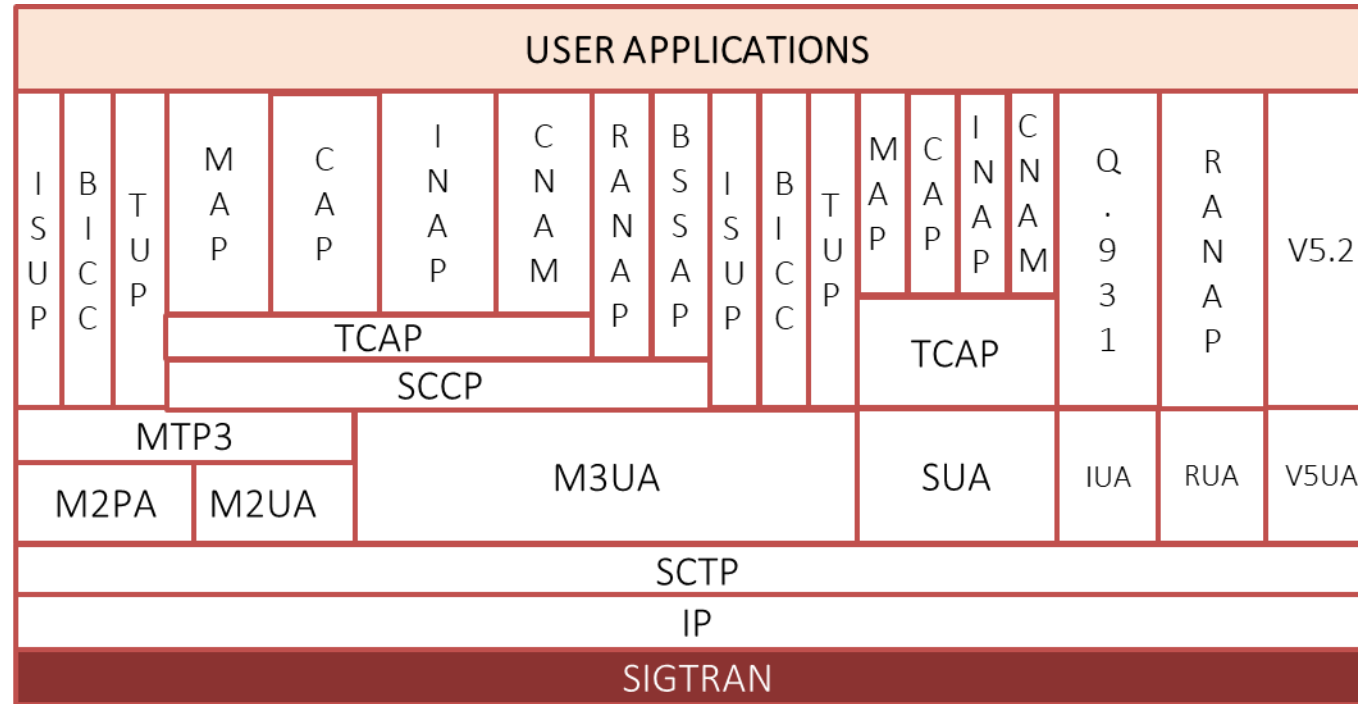 USER APPLICATIONS
ISUP
BICC
TUP
MAP
CAP
INAP
CNAM
RANAP
BSSAP
ISUP
BICC
TUP
MAP
CAP
INAP
CNAM
Q.931
RANAP
V5.2
TCAP
TCAP
SCCP
MTP3
M3UA
SUA
IUA
RUA
V5UA
M2PA
M2UA
SCTP
IP
SIGTRAN